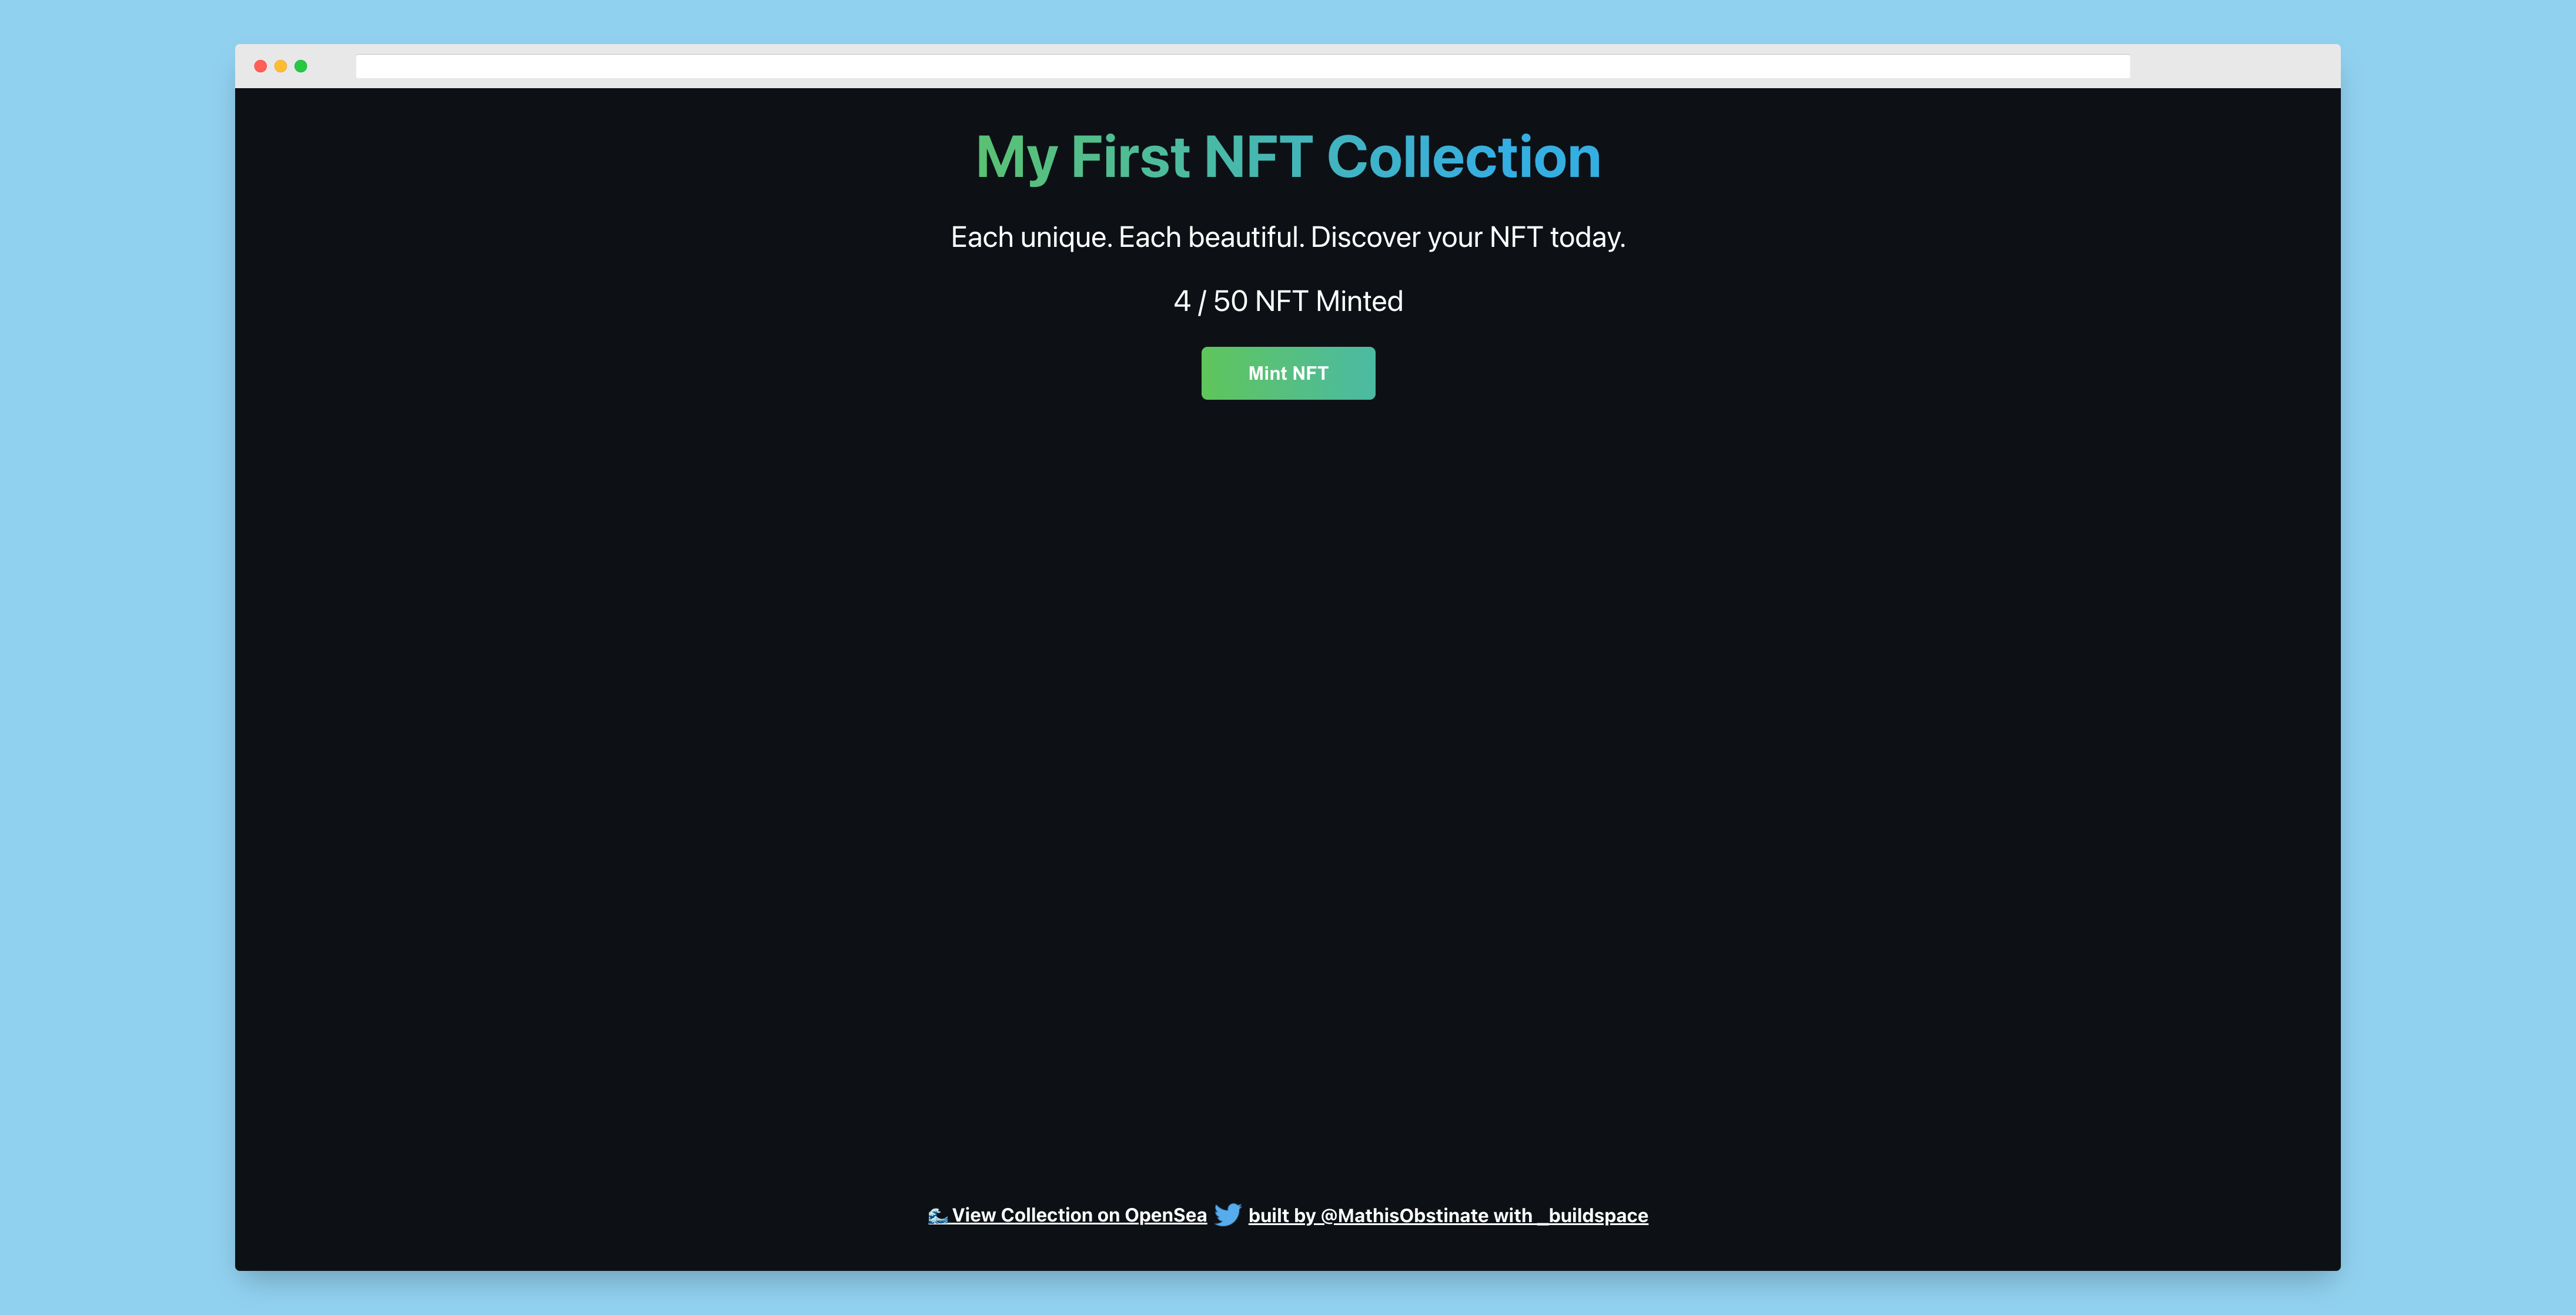 My First NFT Collection
Each unique. Each beautiful. Discover your NFT today.
4 / 50 NFT Minted
Mint NFT
🌊 View Collection on OpenSea built by @MathisObstinate with _buildspace